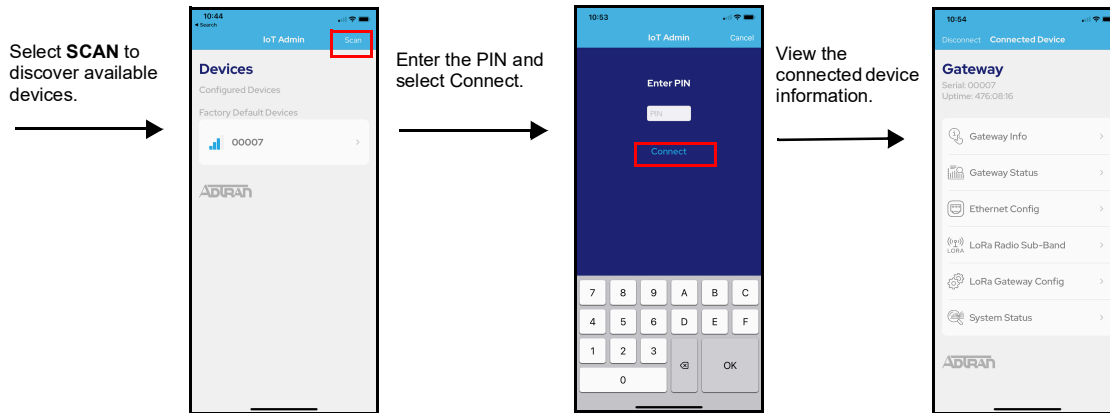 Select SCAN to
discover available
devices.
10:44
Search
IoT Admin
Scan
Devices
Configured Devices
Factory Default Devices
00007
ADTRAN
Enter the PIN and
select Connect.
10:53
IoT Admin
Cancel
Enter PIN
PIN
Connect
7 8 9 A B C
4 5 6 D E F
1 2 3
OK
0
View the
connected device
information.
10:54
Disconnect Connected Device
Gateway
Serial: 00007
Uptime: 476:08:16
Gateway Info
Gateway Status
Ethernet Config
LORA
LoRa Radio Sub-Band
LoRa Gateway Config
System Status
ADTRAN